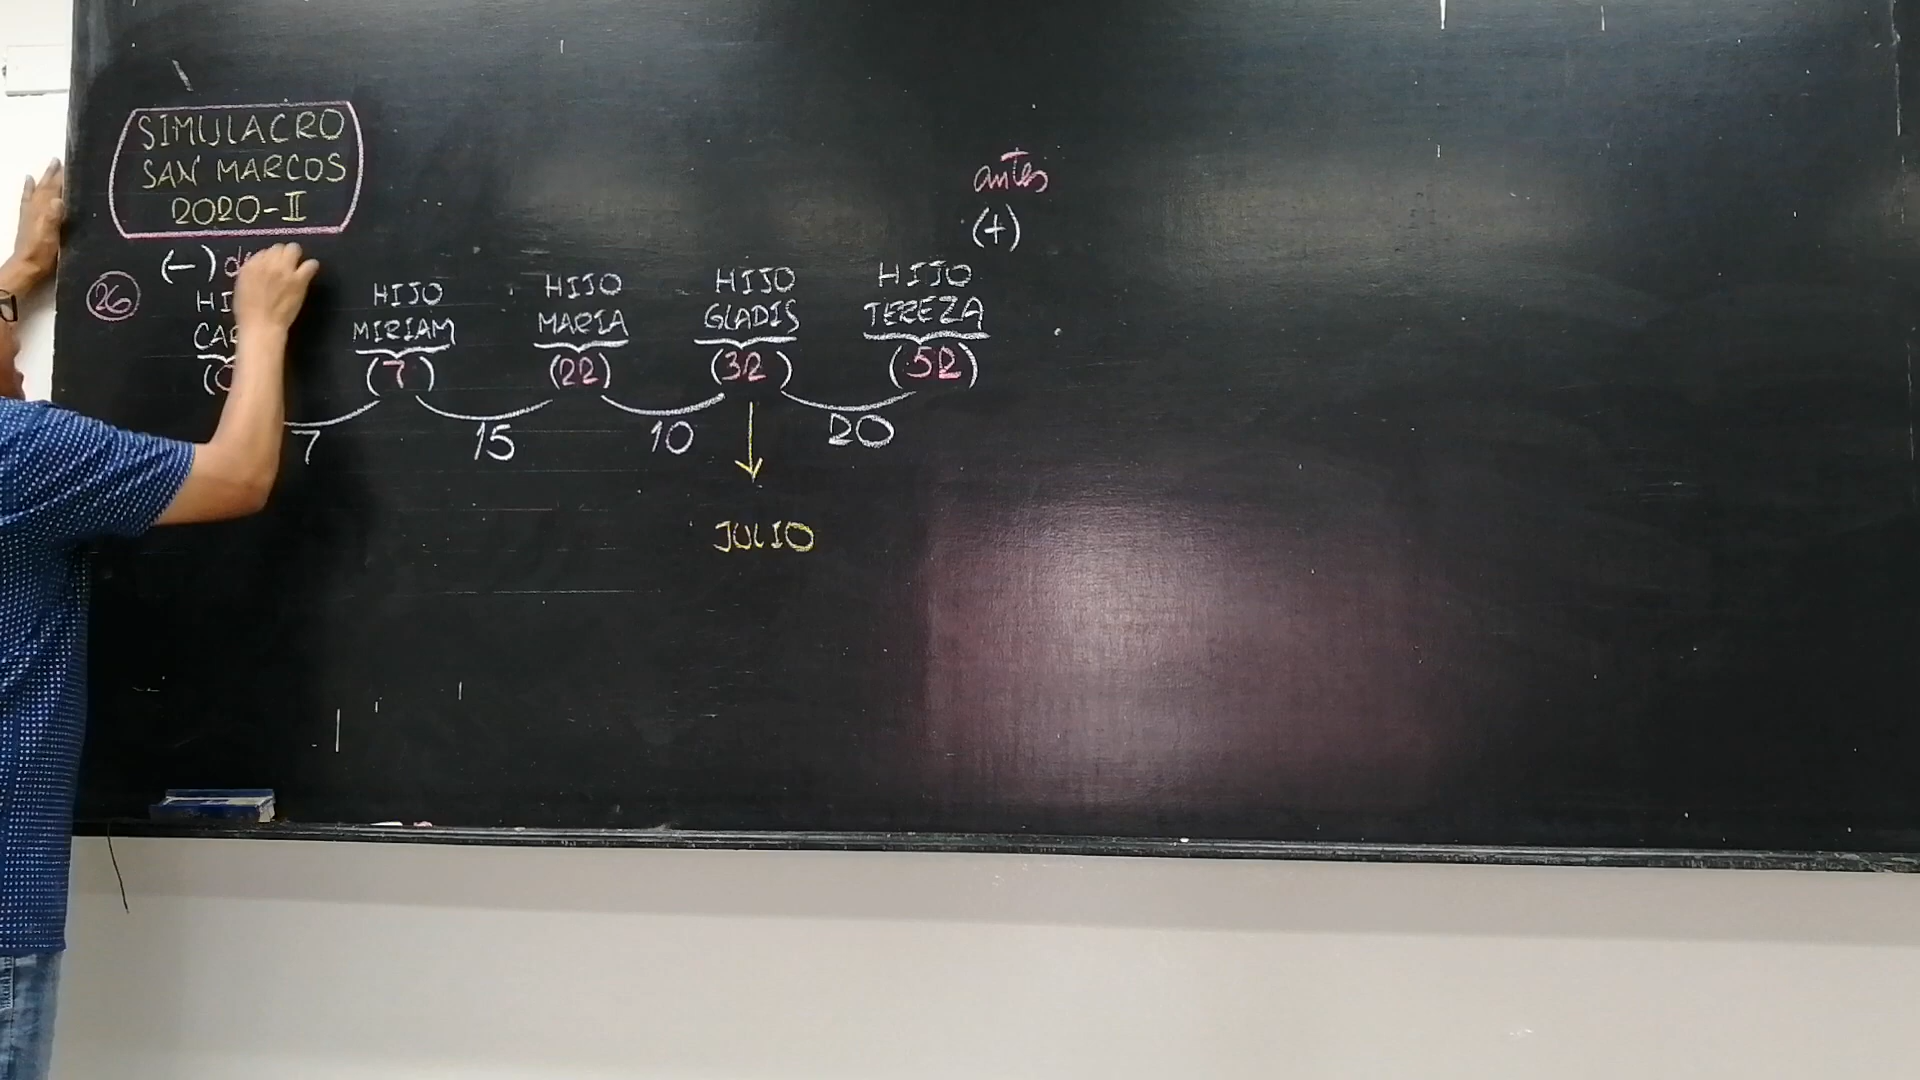 SIMULACRO
SAN MARCOS
2020-II
antes
(+)
(-)
26
HIJO HIJO HIJO HIJO
MIRIAM MARIA GLADIS TEREZA
(7) (22) (32) (52)
7 15 10 20
JULIO